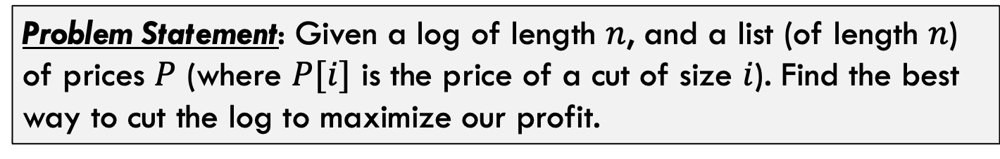 Problem Statement: Given a log of length 𝑛, and a list (of length 𝑛)
of prices 𝑃 (where 𝑃[𝑖] is the price of a cut of size 𝑖). Find the best
way to cut the log to maximize our profit.